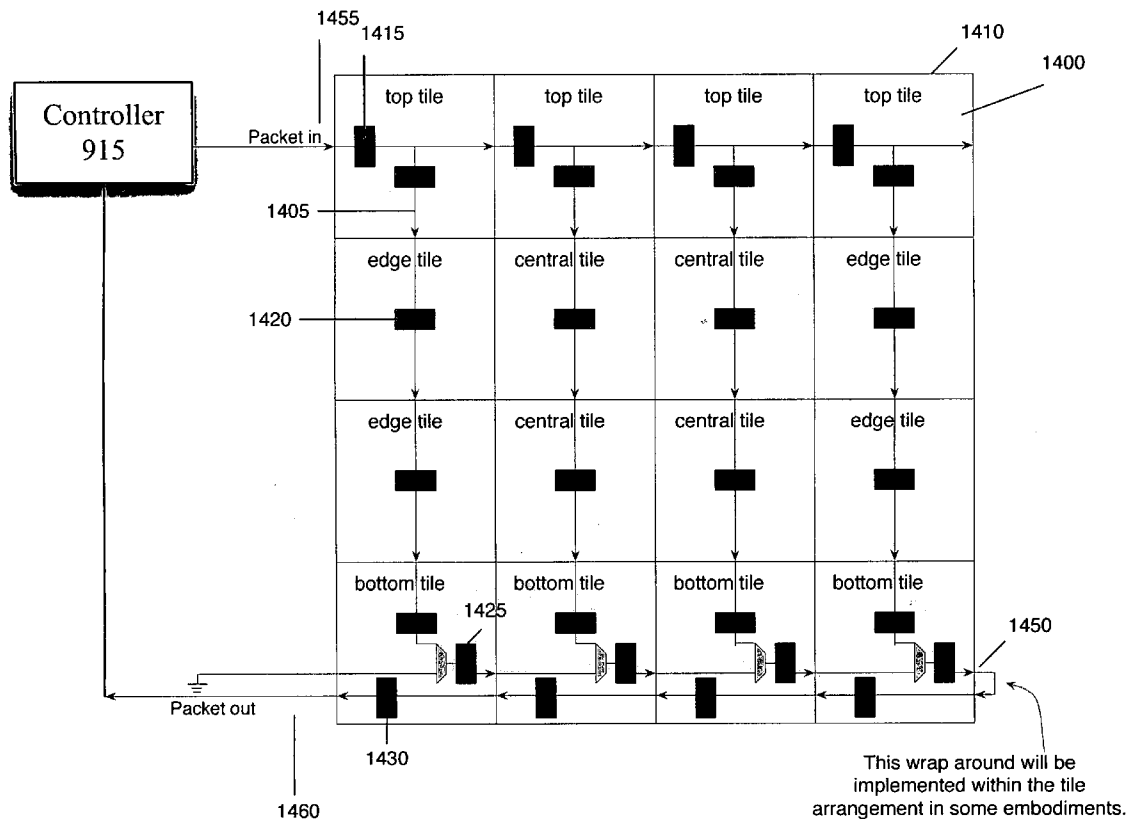 1455
1415
1410
1400
Controller
915
Packet in
top tile
top tile
top tile
top tile
1405
edge tile
central tile
central tile
edge tile
1420
edge tile
central tile
central tile
edge tile
bottom tile
bottom tile
bottom tile
bottom tile
1425
1450
Packet out
1430
1460
This wrap around will be
implemented within the tile
arrangement in some embodiments.